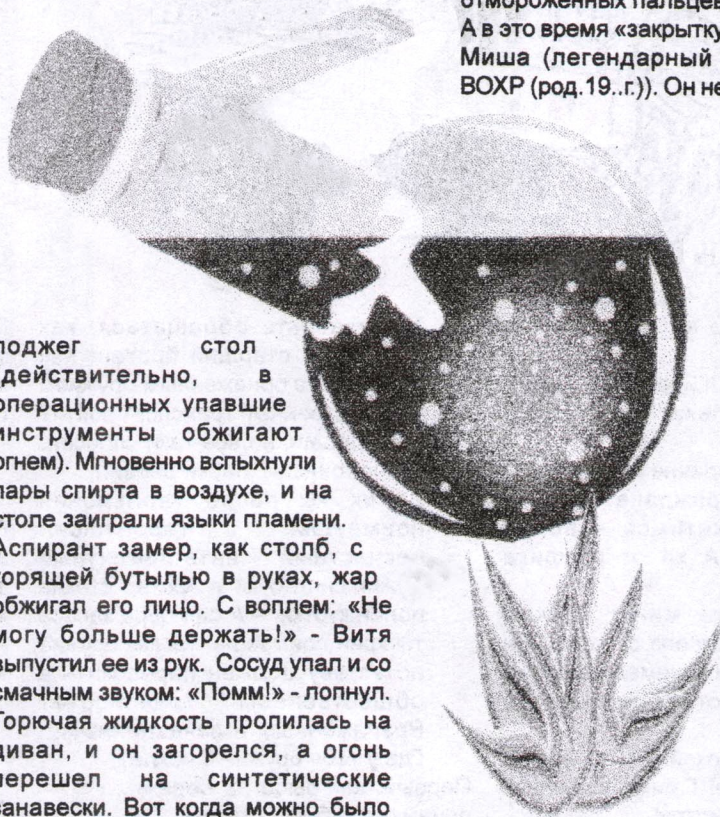 отмороженных пальцев
А в это время «закрытку
Миша (легендарный
ВОХР (род.19..г.)). Он не
поджег стол
(действительно, в
операционных упавшие
инструменты обжигают
огнем). Мгновенно вспыхнули
пары спирта в воздухе, и на
столе заиграли языки пламени.
Аспирант замер, как столб, с
горящей бутылью в руках, жар
обжигал его лицо. С воплем: «Не
могу больше держать!» - Витя
выпустил ее из рук. Сосуд упал и со
смачным звуком: «Помм!» - лопнул.
Горючая жидкость пролилась на
диван, и он загорелся, а огонь
перешел на синтетические
занавески. Вот когда можно было